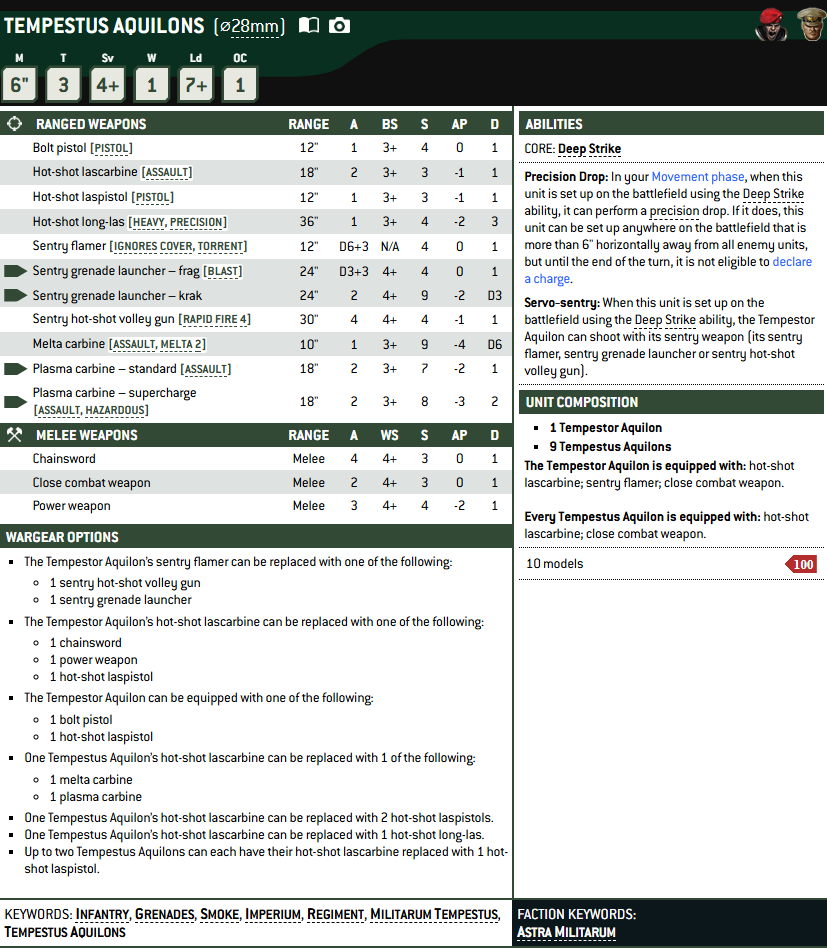 TEMPESTUS AQUILONS (⌀28mm)
M T Sv W Ld OC
6" 3 4+ 1 7+ 1
RANGED WEAPONS RANGE A BS S AP D
Bolt pistol [PISTOL] 12" 1 3+ 4 0 1
Hot-shot lascarbine [ASSAULT] 18" 2 3+ 3 -1 1
Hot-shot laspistol [PISTOL] 12" 1 3+ 3 -1 1
Hot-shot long-las [HEAVY, PRECISION] 36" 1 3+ 4 -2 3
Sentry flamer [IGNORES COVER, TORRENT] 12" D6+3 N/A 4 0 1
Sentry grenade launcher – frag [BLAST] 24" D3+3 4+ 4 0 1
Sentry grenade launcher – krak 24" 2 4+ 9 -2 D3
Sentry hot-shot volley gun [RAPID FIRE 4] 30" 4 4+ 4 -1 1
Melta carbine [ASSAULT, MELTA 2] 10" 1 3+ 9 -4 D6
Plasma carbine – standard [ASSAULT] 18" 2 3+ 7 -2 1
Plasma carbine – supercharge
[ASSAULT, HAZARDOUS] 18" 2 3+ 8 -3 2
MELEE WEAPONS RANGE A WS S AP D
Chainsword Melee 4 4+ 3 0 1
Close combat weapon Melee 2 4+ 3 0 1
Power weapon Melee 3 4+ 4 -2 1
WARGEAR OPTIONS
The Tempestor Aquilon's sentry flamer can be replaced with one of the following:
1 sentry hot-shot volley gun
1 sentry grenade launcher
The Tempestor Aquilon's hot-shot lascarbine can be replaced with one of the following:
1 chainsword
1 power weapon
1 hot-shot laspistol
The Tempestor Aquilon can be equipped with one of the following:
1 bolt pistol
1 hot-shot laspistol
One Tempestus Aquilon's hot-shot lascarbine can be replaced with 1 of the following:
1 melta carbine
1 plasma carbine
One Tempestus Aquilon's hot-shot lascarbine can be replaced with 2 hot-shot laspistols.
One Tempestus Aquilon's hot-shot lascarbine can be replaced with 1 hot-shot long-las.
Up to two Tempestus Aquilons can each have their hot-shot lascarbine replaced with 1 hot-
shot laspistol.
ABILITIES
CORE: Deep Strike
Precision Drop: In your Movement phase, when this
unit is set up on the battlefield using the Deep Strike
ability, it can perform a precision drop. If it does, this
unit can be set up anywhere on the battlefield that is
more than 6" horizontally away from all enemy units,
but until the end of the turn, it is not eligible to declare
a charge.
Servo-sentry: When this unit is set up on the
battlefield using the Deep Strike ability, the Tempestor
Aquilon can shoot with its sentry weapon (its sentry
flamer, sentry grenade launcher or sentry hot-shot
volley gun).
UNIT COMPOSITION
1 Tempestor Aquilon
9 Tempestus Aquilons
The Tempestor Aquilon is equipped with: hot-shot
lascarbine; sentry flamer; close combat weapon.
Every Tempestus Aquilon is equipped with: hot-shot
lascarbine; close combat weapon.
10 models 100
KEYWORDS: INFANTRY, GRENADES, SMOKE, IMPERIUM, REGIMENT, MILITARUM TEMPESTUS,
TEMPESTUS AQUILONS
FACTION KEYWORDS:
ASTRA MILITARUM